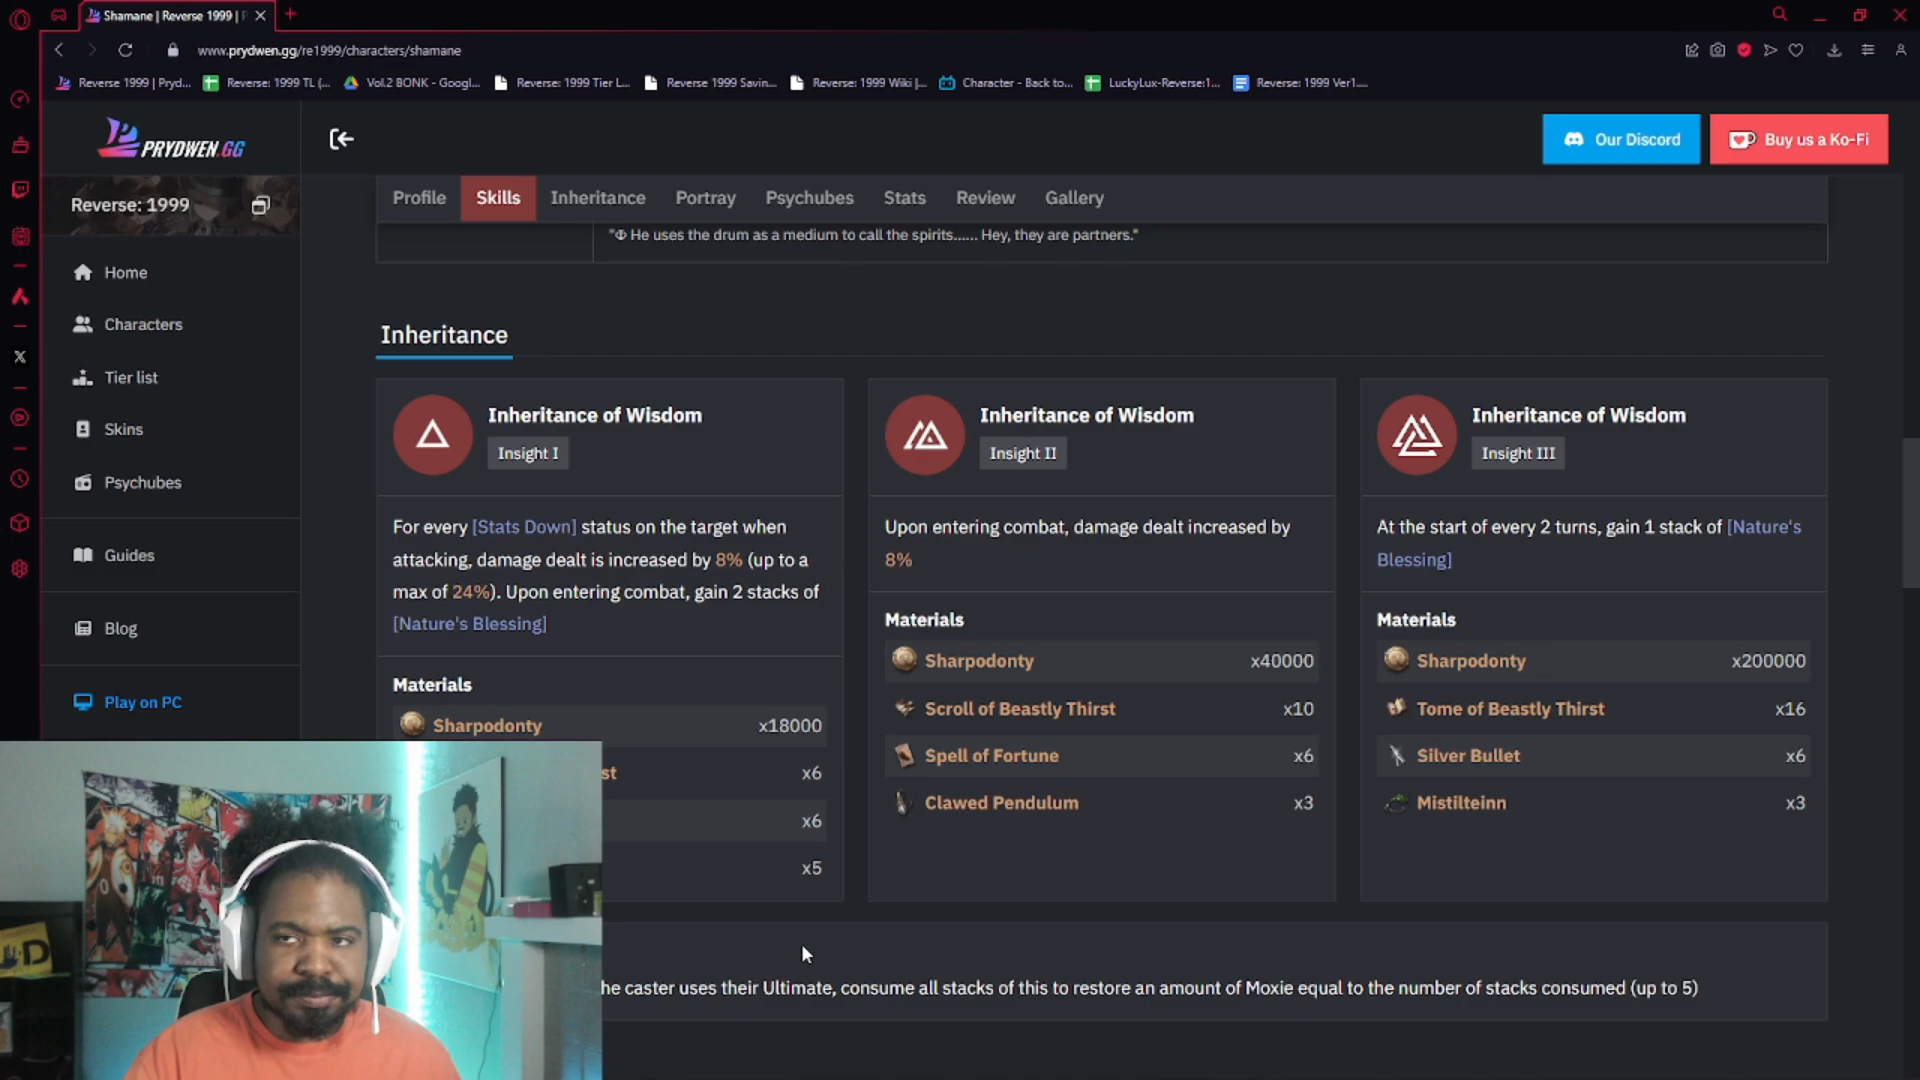 Shamane | Reverse 1999 |
www.prydwen.gg/re1999/characters/shamane
Reverse 1999 | Pryd...
Reverse: 1999 TL (...
Vol.2 BONK - Googl...
Reverse: 1999 Tier L...
Reverse 1999 Savin...
Reverse: 1999 Wiki |...
Character - Back to...
LuckyLux-Reverse:1...
Reverse: 1999 Ver1....
PRYDWEN.GG
Our Discord
Buy us a Ko-Fi
Reverse: 1999
Profile
Skills
Inheritance
Portray
Psychubes
Stats
Review
Gallery
"Φ He uses the drum as a medium to call the spirits...... Hey, they are partners."
Home
Characters
Tier list
Skins
Psychubes
Guides
Blog
Play on PC
Inheritance
Inheritance of Wisdom
Insight I
For every [Stats Down] status on the target when
attacking, damage dealt is increased by 8% (up to a
max of 24%). Upon entering combat, gain 2 stacks of
[Nature's Blessing]
Materials
Sharpodonty x18000
st x6
x6
x5
Inheritance of Wisdom
Insight II
Upon entering combat, damage dealt increased by
8%
Materials
Sharpodonty x40000
Scroll of Beastly Thirst x10
Spell of Fortune x6
Clawed Pendulum x3
Inheritance of Wisdom
Insight III
At the start of every 2 turns, gain 1 stack of [Nature's
Blessing]
Materials
Sharpodonty x200000
Tome of Beastly Thirst x16
Silver Bullet x6
Mistilteinn x3
he caster uses their Ultimate, consume all stacks of this to restore an amount of Moxie equal to the number of stacks consumed (up to 5)